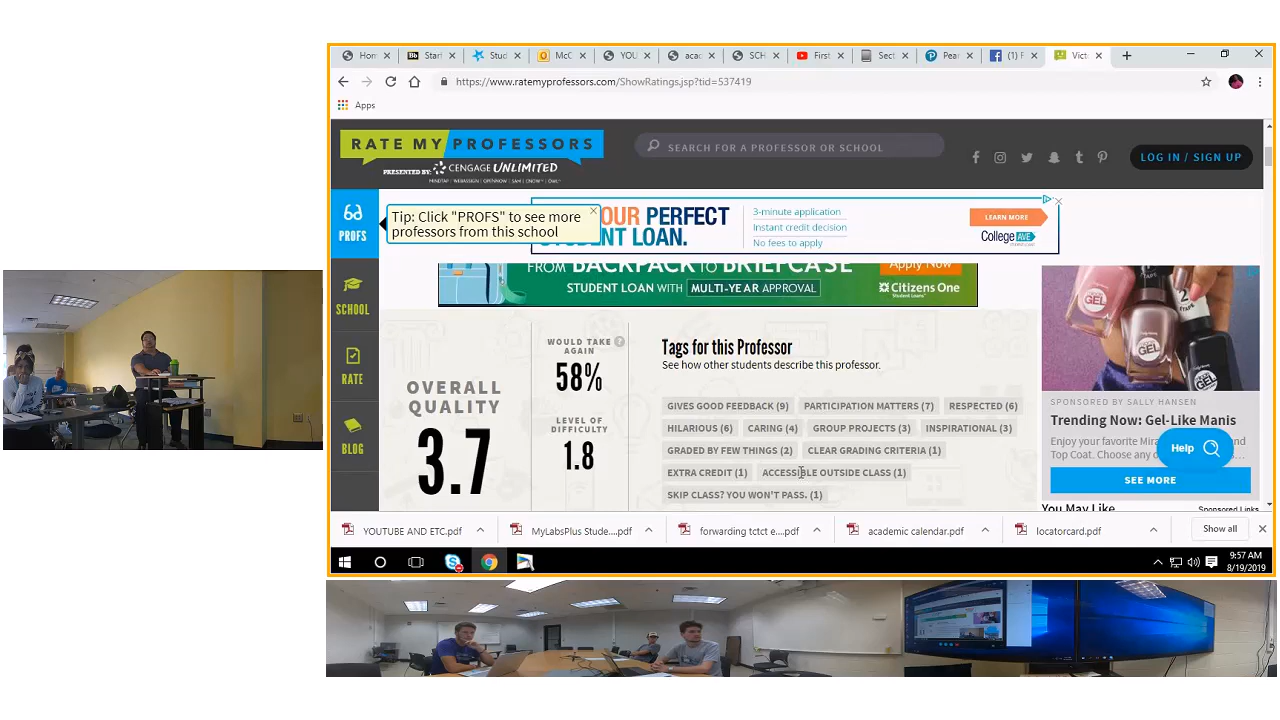 Hon
Start
Stud
McC
YOU
acac
SCH
First
Sect
Pear
(1) F
Victo
https://www.ratemyprofessors.com/ShowRatings.jsp?tid=537419
Apps
RATE MY PROFESSORS
PRESENTED BY: CENGAGE UNLIMITED
SEARCH FOR A PROFESSOR OR SCHOOL
LOG IN / SIGN UP
PROFS
Tip: Click "PROFS" to see more
professors from this school
OUR PERFECT
STUDENT LOAN.
3-minute application
Instant credit decision
No fees to apply
LEARN MORE
College AVE
SCHOOL
FROM BACKPACK TO BRIEFCASE
STUDENT LOAN WITH MULTI-YEAR APPROVAL
Apply Now
Citizens One
Student Loans
RATE
BLOG
OVERALL
QUALITY
3.7
WOULD TAKE
AGAIN
58%
LEVEL OF
DIFFICULTY
1.8
Tags for this Professor
See how other students describe this professor.
GIVES GOOD FEEDBACK (9) PARTICIPATION MATTERS (7) RESPECTED (6)
HILARIOUS (6) CARING (4) GROUP PROJECTS (3) INSPIRATIONAL (3)
GRADED BY FEW THINGS (2) CLEAR GRADING CRITERIA (1)
EXTRA CREDIT (1) ACCESSIBLE OUTSIDE CLASS (1)
SKIP CLASS? YOU WON'T PASS. (1)
GEL
GEL
SPONSORED BY SALLY HANSEN
Trending Now: Gel-Like Manis
Enjoy your favorite Mira
Top Coat. Choose any o
Help
SEE MORE
You May Like
Sponsored Links
YOUTUBE AND ETC.pdf
MyLabsPlus Stude....pdf
forwarding tctct e....pdf
academic calendar.pdf
locatorcard.pdf
Show all
9:57 AM
8/19/2019